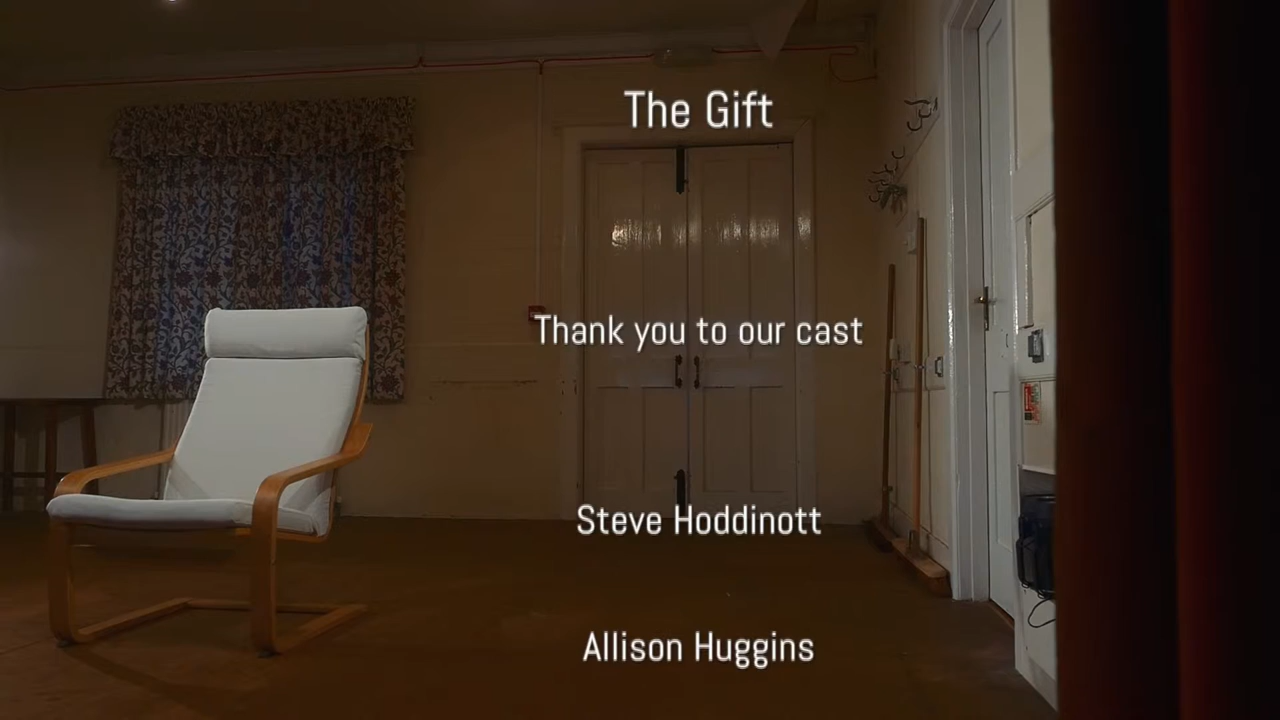 The Gift
Thank you to our cast
Steve Hoddinott
Allison Huggins